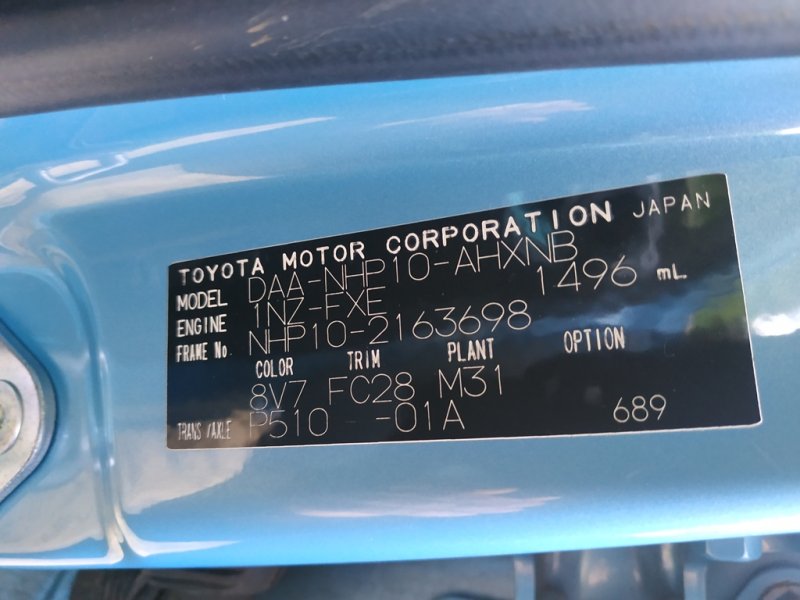 TOYOTA MOTOR CORPORATION JAPAN
MODEL DAA-NHP10-AHXNB
ENGINE 1NZ-FXE 1496 mL
FRAME No NHP10-2163698
COLOR TRIM PLANT OPTION
8V7 FC28 M31
TRANS/AXLE P510 -01A 689